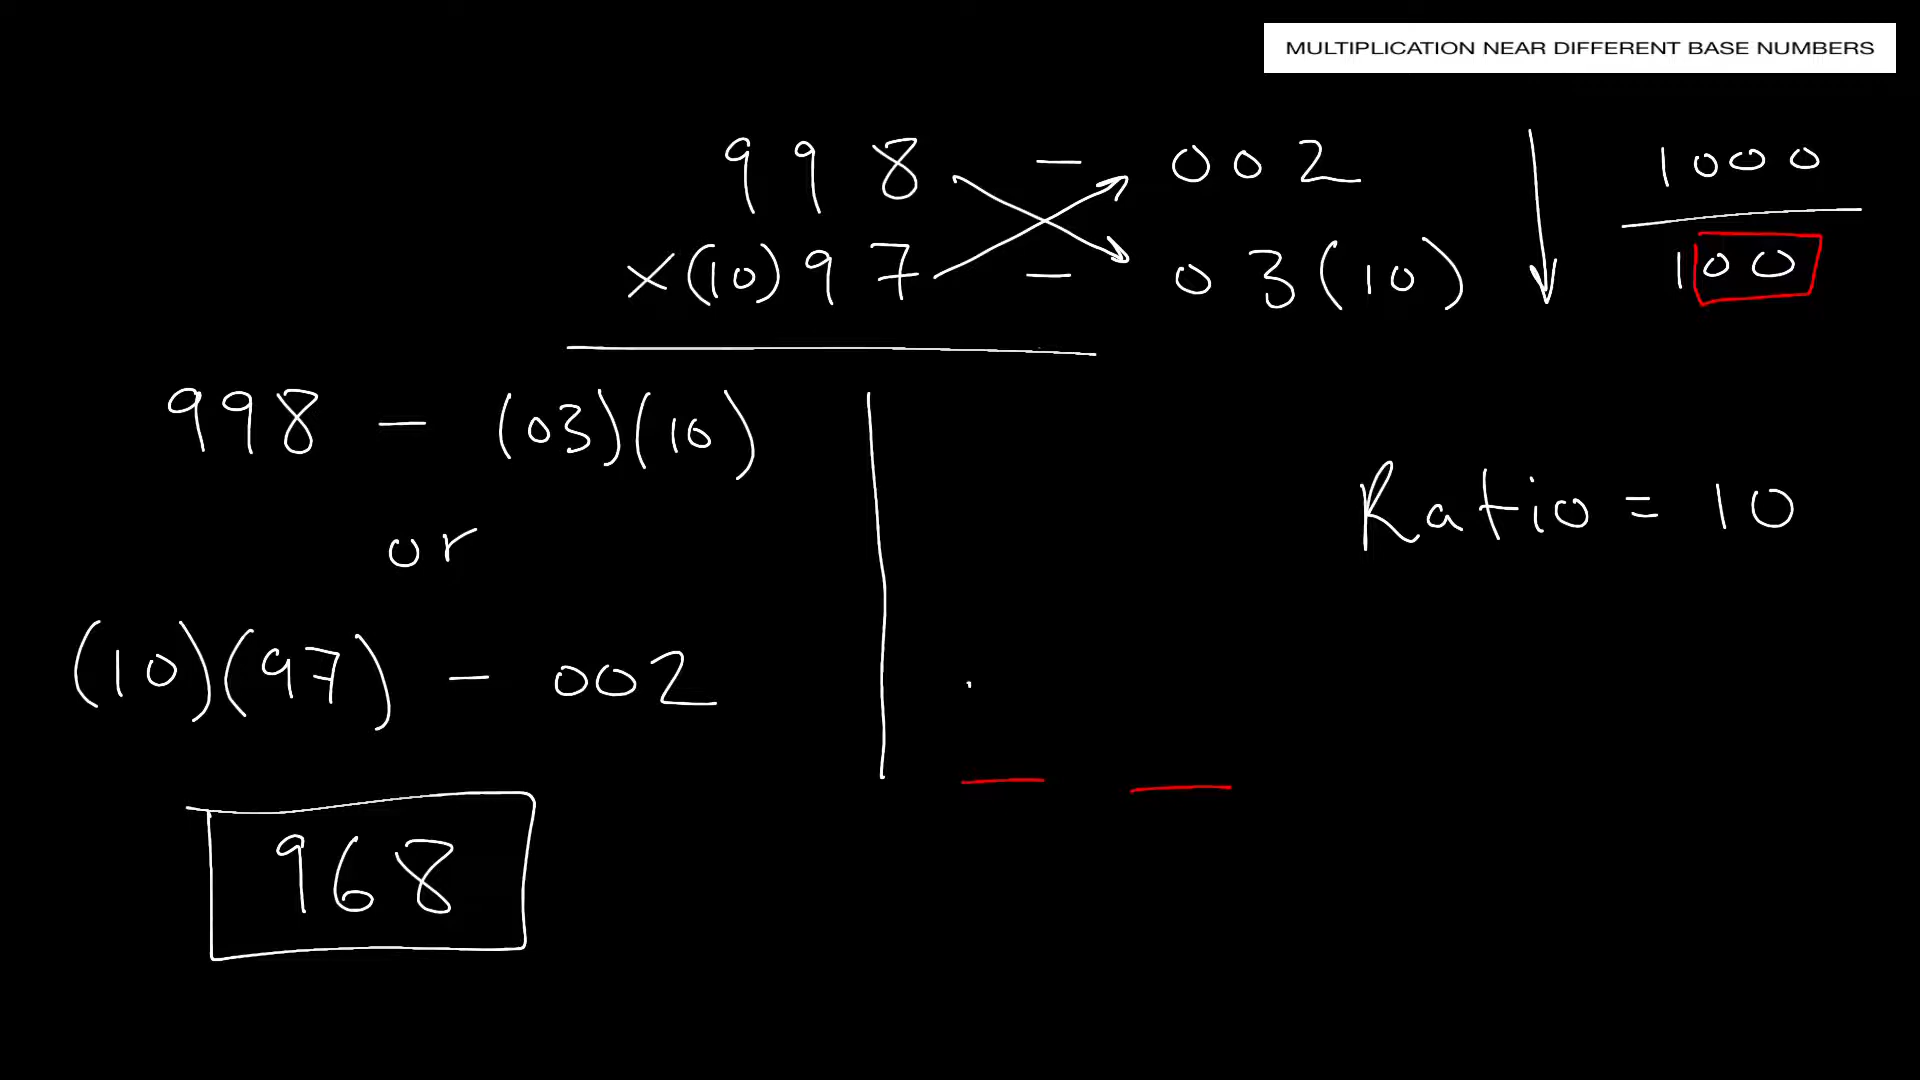 MULTIPLICATION NEAR DIFFERENT BASE NUMBERS
998 - 002
×(10)97 - 03(10)
1000
100
998 - (03)(10)
or
(10)(97) - 002
968
Ratio = 10